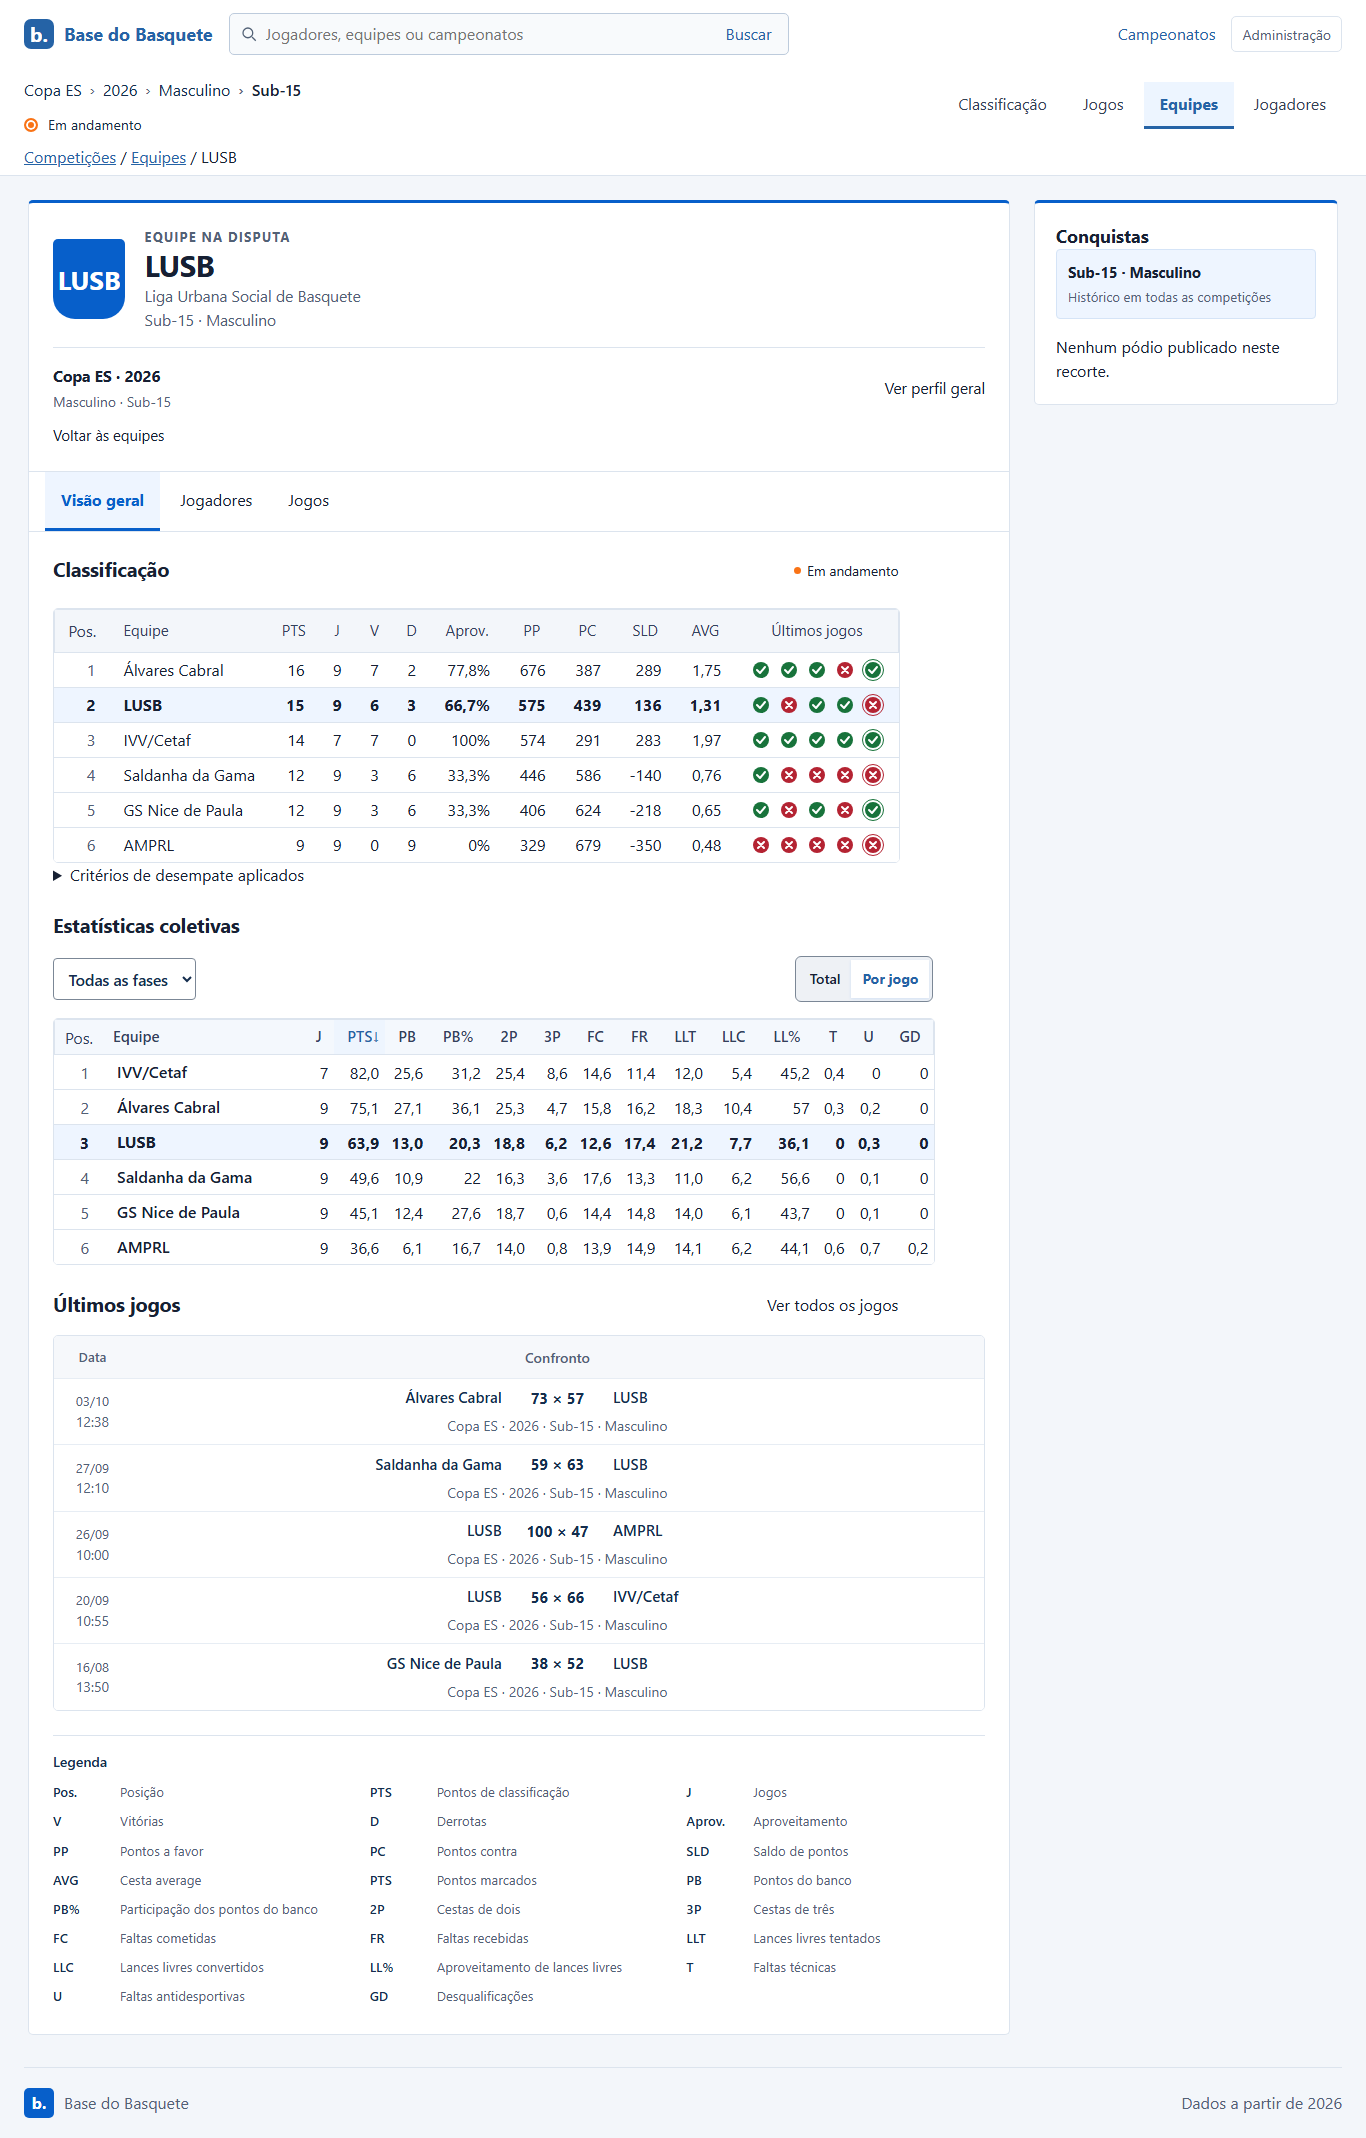 b. Base do Basquete
Jogadores, equipes ou campeonatos
Buscar
Campeonatos
Administração
Copa ES › 2026 › Masculino › Sub-15
Em andamento
Competições / Equipes / LUSB
Classificação Jogos Equipes Jogadores
LUSB
EQUIPE NA DISPUTA
LUSB
Liga Urbana Social de Basquete
Sub-15 · Masculino
Copa ES · 2026
Masculino · Sub-15
Ver perfil geral
Voltar às equipes
Conquistas
Sub-15 · Masculino
Histórico em todas as competições
Nenhum pódio publicado neste
recorte.
Visão geral Jogadores Jogos
Classificação
Em andamento
Pos. Equipe PTS J V D Aprov. PP PC SLD AVG Últimos jogos
1 Álvares Cabral 16 9 7 2 77,8% 676 387 289 1,75
2 LUSB 15 9 6 3 66,7% 575 439 136 1,31
3 IVV/Cetaf 14 7 7 0 100% 574 291 283 1,97
4 Saldanha da Gama 12 9 3 6 33,3% 446 586 -140 0,76
5 GS Nice de Paula 12 9 3 6 33,3% 406 624 -218 0,65
6 AMPRL 9 9 0 9 0% 329 679 -350 0,48
Critérios de desempate aplicados
Estatísticas coletivas
Todas as fases
Total Por jogo
Pos. Equipe J PTS↓ PB PB% 2P 3P FC FR LLT LLC LL% T U GD
1 IVV/Cetaf 7 82,0 25,6 31,2 25,4 8,6 14,6 11,4 12,0 5,4 45,2 0,4 0 0
2 Álvares Cabral 9 75,1 27,1 36,1 25,3 4,7 15,8 16,2 18,3 10,4 57 0,3 0,2 0
3 LUSB 9 63,9 13,0 20,3 18,8 6,2 12,6 17,4 21,2 7,7 36,1 0 0,3 0
4 Saldanha da Gama 9 49,6 10,9 22 16,3 3,6 17,6 13,3 11,0 6,2 56,6 0 0,1 0
5 GS Nice de Paula 9 45,1 12,4 27,6 18,7 0,6 14,4 14,8 14,0 6,1 43,7 0 0,1 0
6 AMPRL 9 36,6 6,1 16,7 14,0 0,8 13,9 14,9 14,1 6,2 44,1 0,6 0,7 0,2
Últimos jogos
Ver todos os jogos
Data Confronto
03/10
12:38
Álvares Cabral 73 × 57 LUSB
Copa ES · 2026 · Sub-15 · Masculino
27/09
12:10
Saldanha da Gama 59 × 63 LUSB
Copa ES · 2026 · Sub-15 · Masculino
26/09
10:00
LUSB 100 × 47 AMPRL
Copa ES · 2026 · Sub-15 · Masculino
20/09
10:55
LUSB 56 × 66 IVV/Cetaf
Copa ES · 2026 · Sub-15 · Masculino
16/08
13:50
GS Nice de Paula 38 × 52 LUSB
Copa ES · 2026 · Sub-15 · Masculino
Legenda
Pos. Posição PTS Pontos de classificação J Jogos
V Vitórias D Derrotas Aprov. Aproveitamento
PP Pontos a favor PC Pontos contra SLD Saldo de pontos
AVG Cesta average PTS Pontos marcados PB Pontos do banco
PB% Participação dos pontos do banco 2P Cestas de dois 3P Cestas de três
FC Faltas cometidas FR Faltas recebidas LLT Lances livres tentados
LLC Lances livres convertidos LL% Aproveitamento de lances livres T Faltas técnicas
U Faltas antidesportivas GD Desqualificações
b. Base do Basquete
Dados a partir de 2026